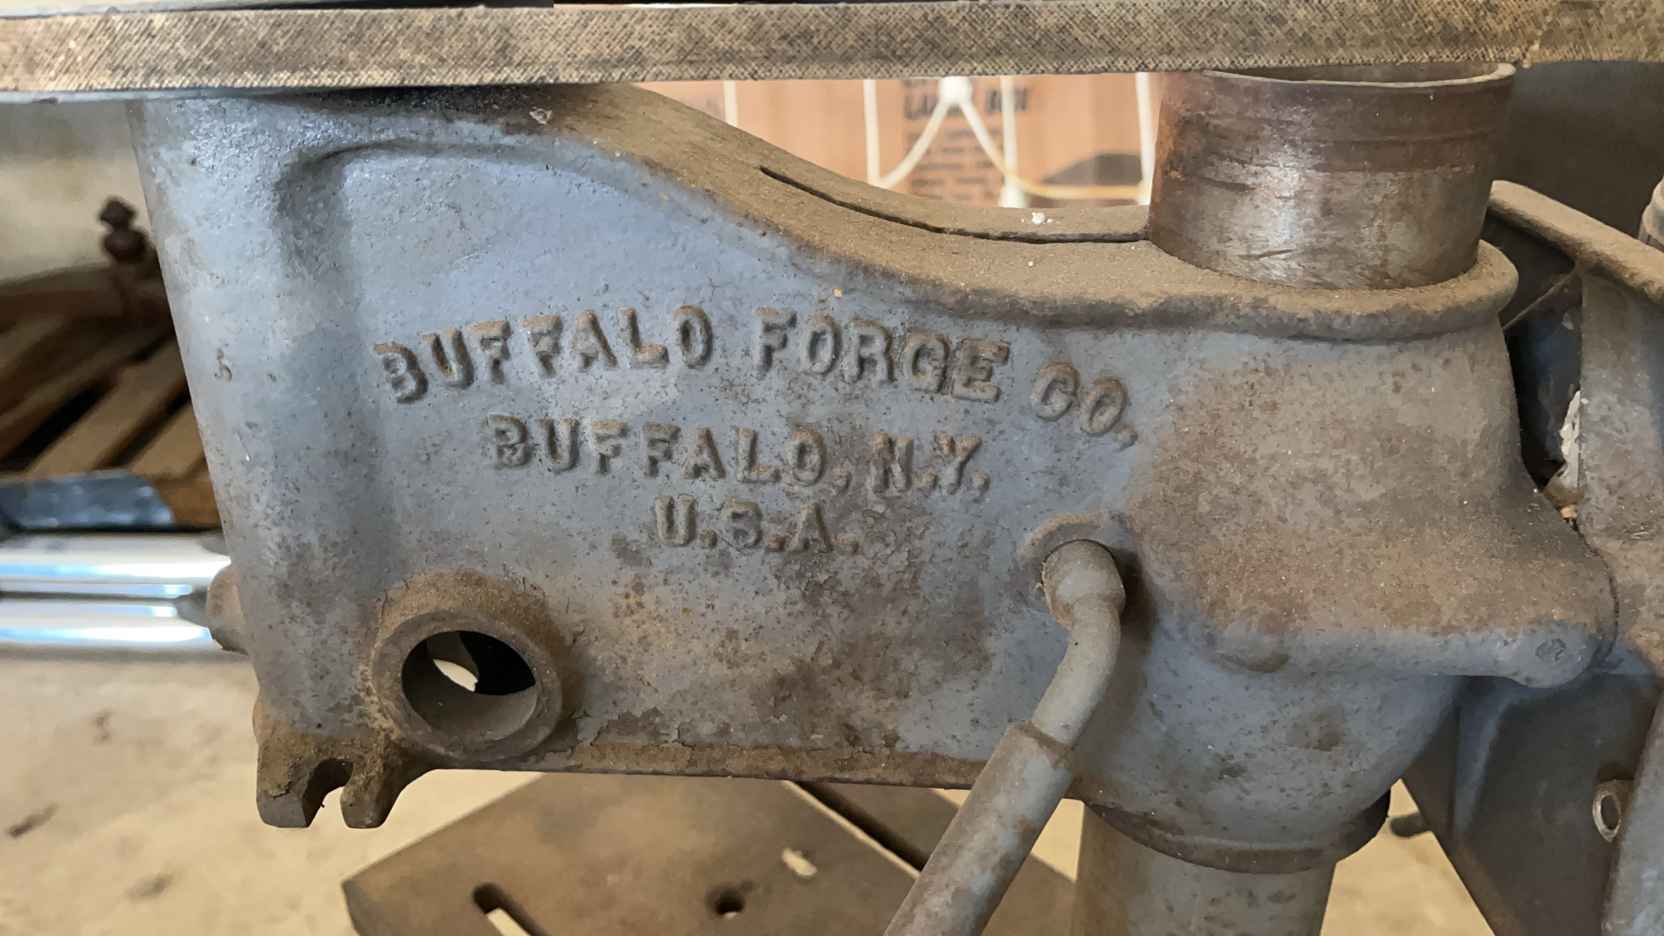 BUFFALO FORGE CO.
BUFFALO, N.Y.
U.S.A.